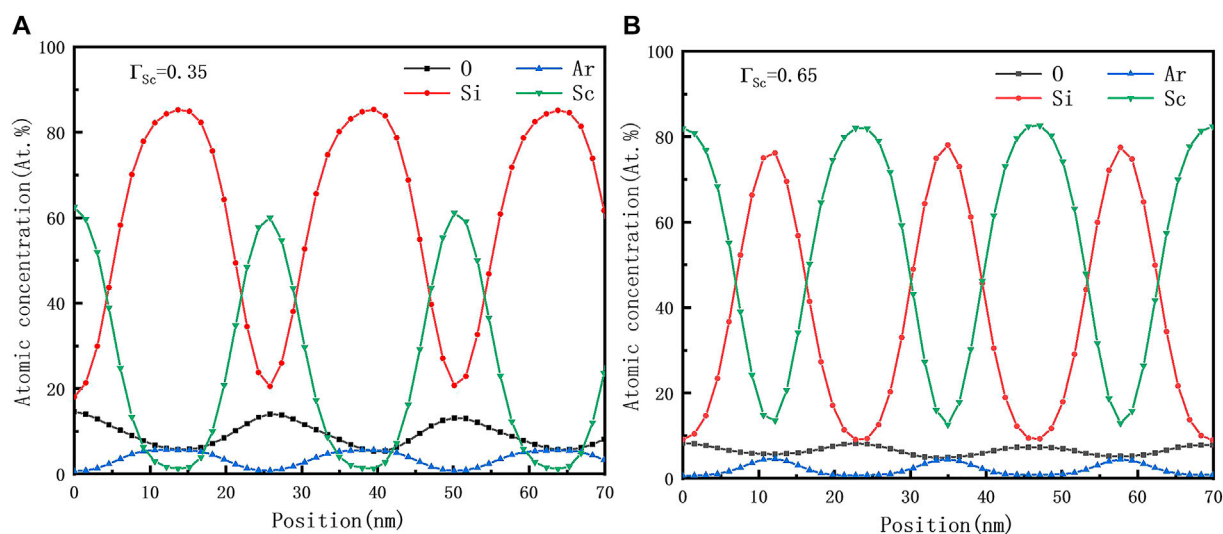 A
ΓSc=0.35
O
Ar
Si
Sc
100
80
60
40
20
0
Atomic concentration(At.%)
0 10 20 30 40 50 60 70
Position(nm)
B
ΓSc=0.65
O
Ar
Si
Sc
100
80
60
40
20
0
Atomic concentration(At.%)
0 10 20 30 40 50 60 70
Position(nm)